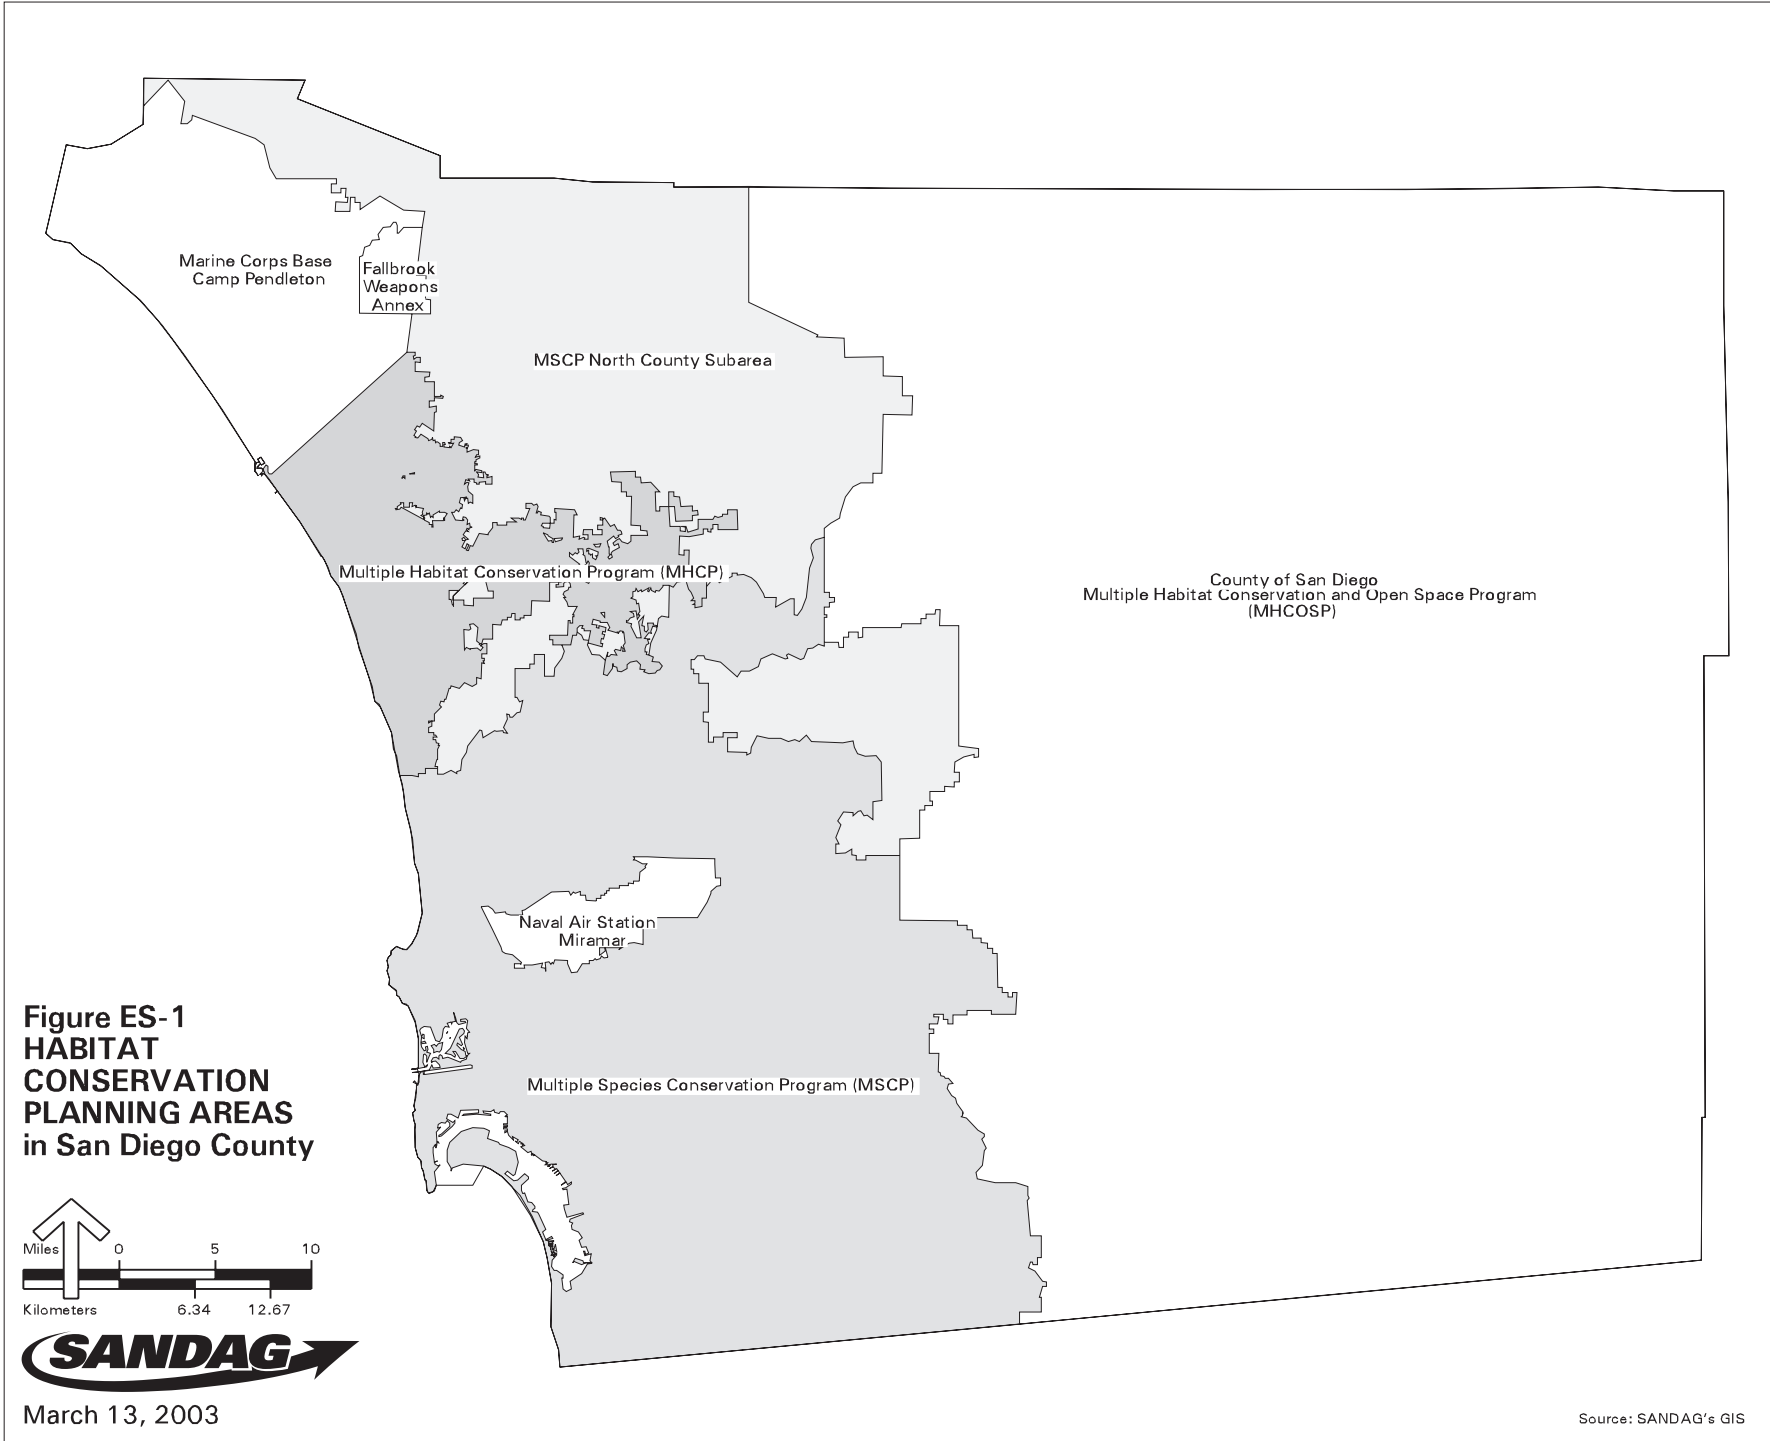 Marine Corps Base
Camp Pendleton
Fallbrook
Weapons
Annex
MSCP North County Subarea
Multiple Habitat Conservation Program (MHCP)
County of San Diego
Multiple Habitat Conservation and Open Space Program
(MHCOSP)
Naval Air Station
Miramar
Multiple Species Conservation Program (MSCP)
Figure ES-1
HABITAT
CONSERVATION
PLANNING AREAS
in San Diego County
Miles 0 5 10
Kilometers 6.34 12.67
SANDAG
March 13, 2003
Source: SANDAG's GIS